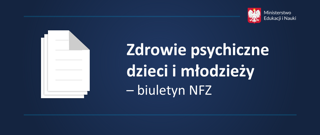 Ministerstwo
Edukacji i Nauki
Zdrowie psychiczne
dzieci i młodzieży
– biuletyn NFZ